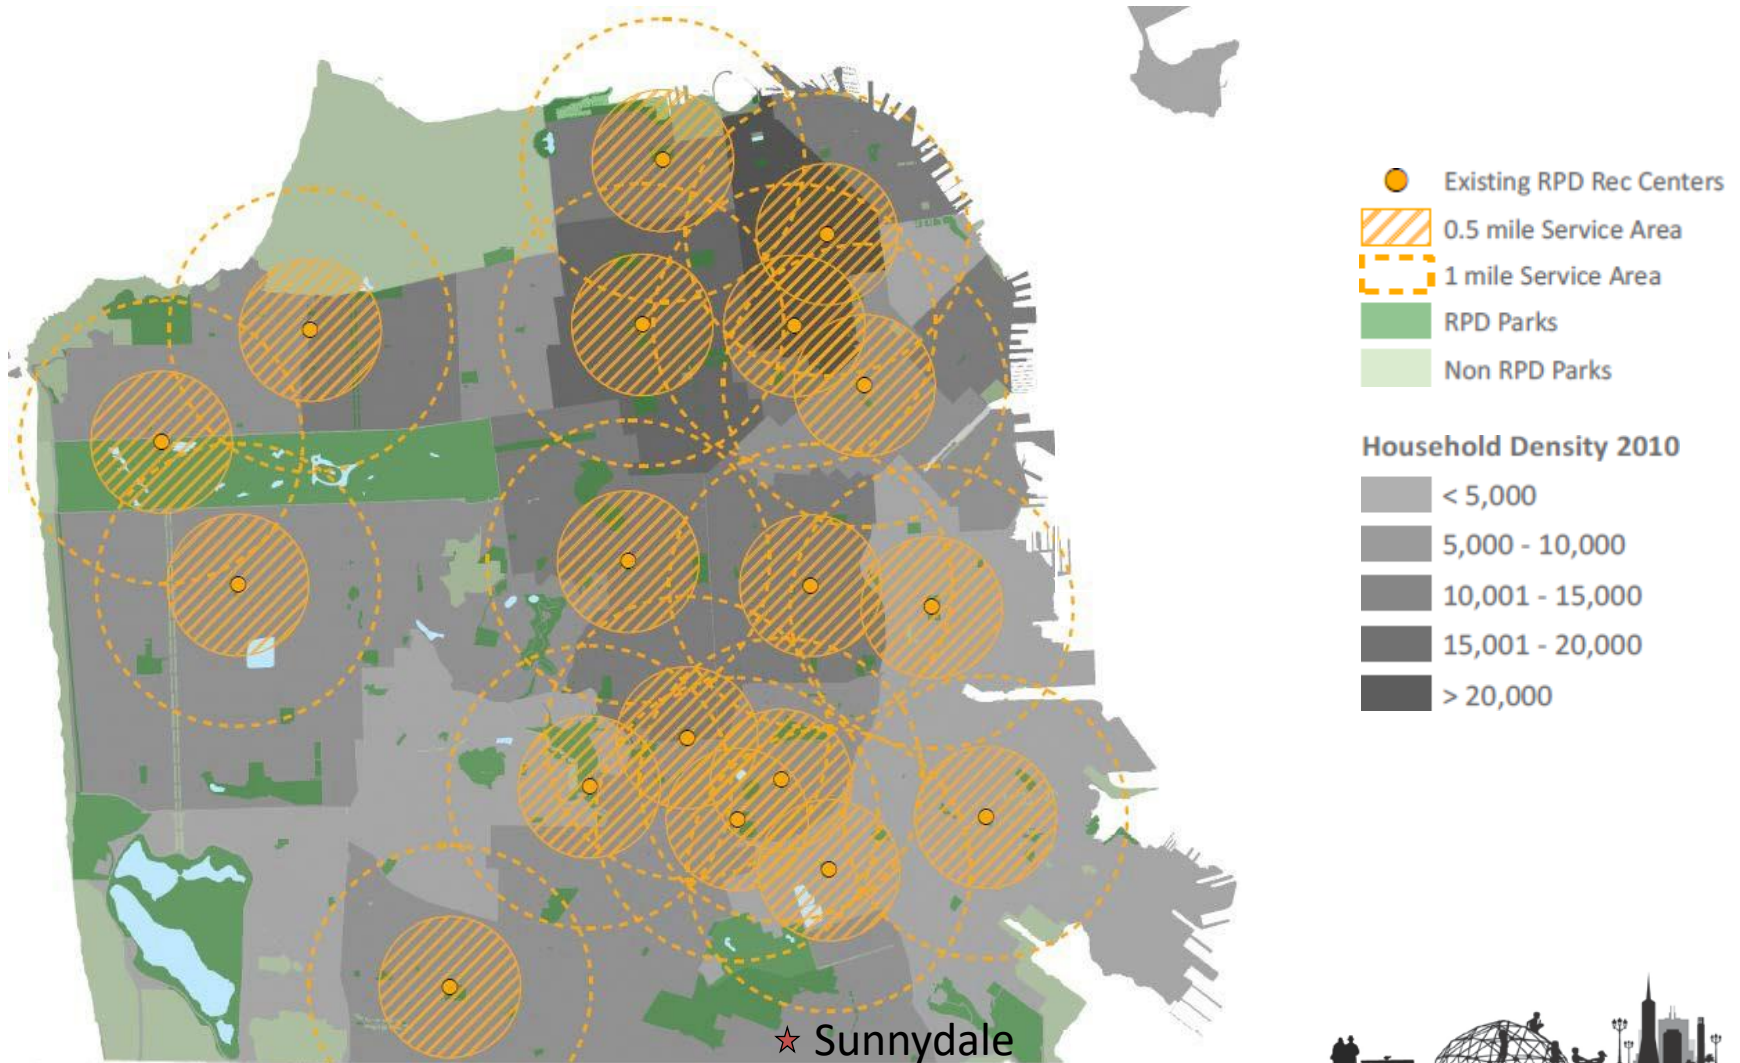 Existing RPD Rec Centers
0.5 mile Service Area
1 mile Service Area
RPD Parks
Non RPD Parks
Household Density 2010
< 5,000
5,000 - 10,000
10,001 - 15,000
15,001 - 20,000
> 20,000
Sunnydale